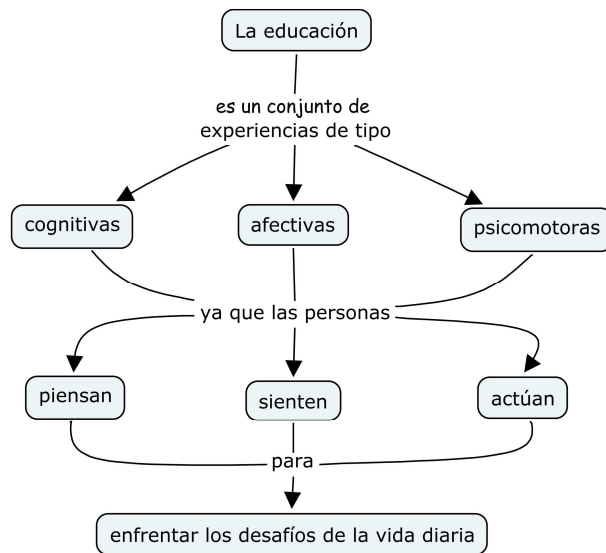 La educación
es un conjunto de
experiencias de tipo
cognitivas
afectivas
psicomotoras
ya que las personas
piensan
sienten
actúan
para
enfrentar los desafíos de la vida diaria